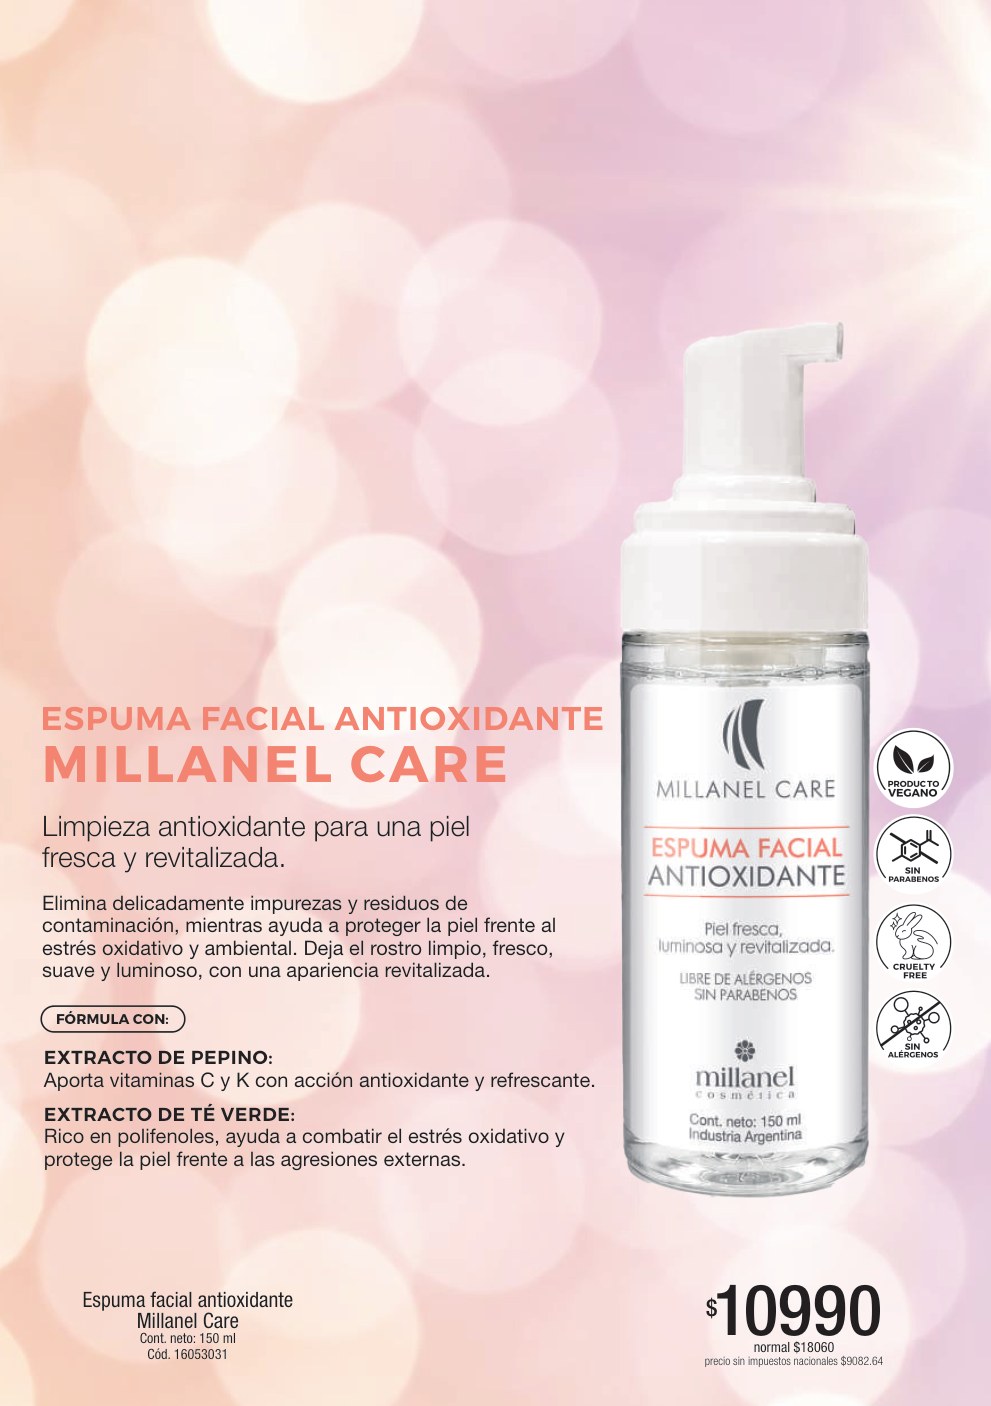 ESPUMA FACIAL ANTIOXIDANTE
MILLANEL CARE
Limpieza antioxidante para una piel
fresca y revitalizada.
Elimina delicadamente impurezas y residuos de
contaminación, mientras ayuda a proteger la piel frente al
estrés oxidativo y ambiental. Deja el rostro limpio, fresco,
suave y luminoso, con una apariencia revitalizada.
FÓRMULA CON:
EXTRACTO DE PEPINO:
Aporta vitaminas C y K con acción antioxidante y refrescante.
EXTRACTO DE TÉ VERDE:
Rico en polifenoles, ayuda a combatir el estrés oxidativo y
protege la piel frente a las agresiones externas.
MILLANEL CARE
ESPUMA FACIAL
ANTIOXIDANTE
Piel fresca,
luminosa y revitalizada.
LIBRE DE ALÉRGENOS
SIN PARABENOS
millanel
cosmética
Cont. neto: 150 ml
Industria Argentina
PRODUCTO
VEGANO
SIN
PARABENOS
CRUELTY
FREE
SIN
ALÉRGENOS
Espuma facial antioxidante
Millanel Care
Cont. neto: 150 ml
Cód. 16053031
$10990
normal $18060
precio sin impuestos nacionales $9082.64